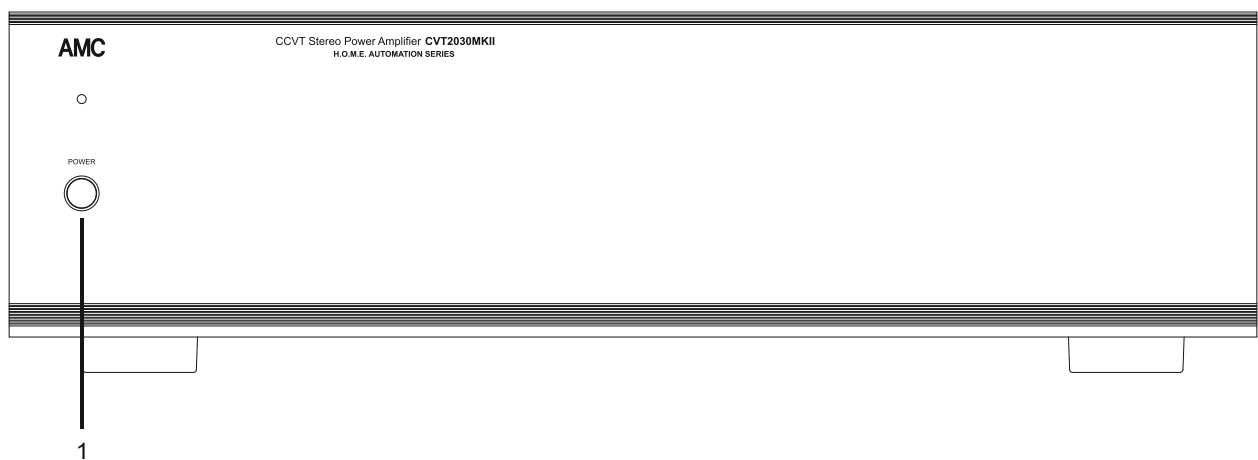 AMC
CCVT Stereo Power Amplifier CVT2030MKII
H.O.M.E. AUTOMATION SERIES
POWER
1